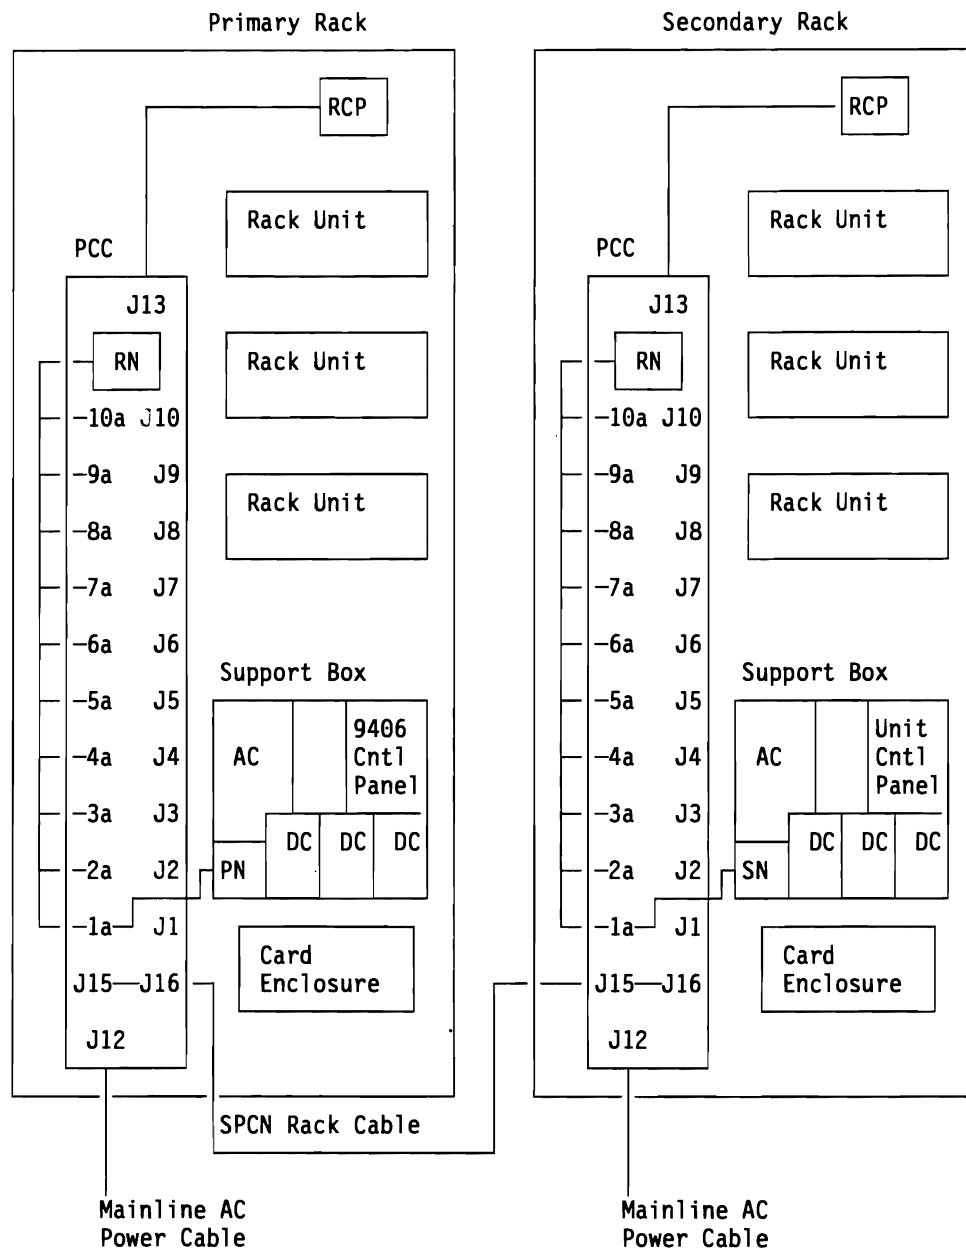 Primary Rack
RCP
Rack Unit
PCC
J13
RN
Rack Unit
10a J10
9a J9
Rack Unit
8a J8
7a J7
6a J6
Support Box
5a J5
9406
AC
Cntl
4a J4
Panel
3a J3
DC DC DC
PN
2a J2
1a J1
Card
Enclosure
J15 J16
J12
SPCN Rack Cable
Mainline AC
Power Cable
Secondary Rack
RCP
Rack Unit
PCC
J13
RN
Rack Unit
10a J10
9a J9
Rack Unit
8a J8
7a J7
6a J6
Support Box
5a J5
Unit
AC
Cntl
4a J4
Panel
3a J3
DC DC DC
SN
2a J2
1a J1
Card
Enclosure
J15 J16
J12
Mainline AC
Power Cable